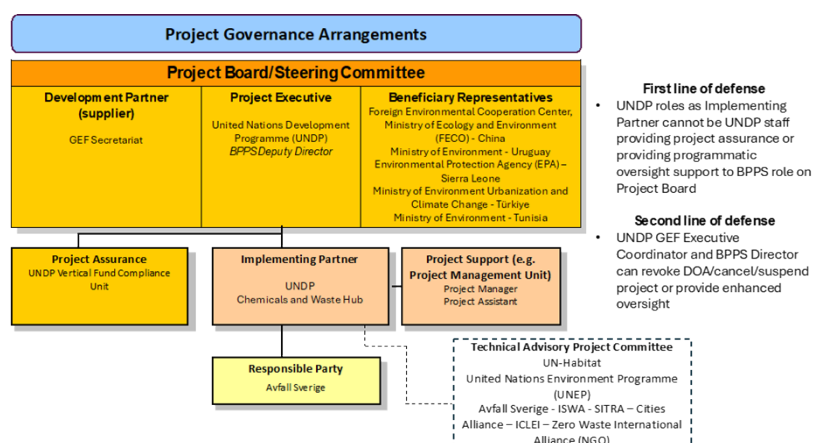 Project Governance Arrangements
Project Board/Steering Committee
Development Partner
(supplier)
GEF Secretariat
Project Executive
United Nations Development
Programme (UNDP)
BPPS Deputy Director
Beneficiary Representatives
Foreign Environmental Cooperation Center,
Ministry of Ecology and Environment
(FECO) - China
Ministry of Environment - Uruguay
Environmental Protection Agency (EPA) –
Sierra Leone
Ministry of Environment Urbanization and
Climate Change - Türkiye
Ministry of Environment - Tunisia
First line of defense
• UNDP roles as Implementing
Partner cannot be UNDP staff
providing project assurance or
providing programmatic
oversight support to BPPS role on
Project Board
Second line of defense
• UNDP GEF Executive
Coordinator and BPPS Director
can revoke DOA/cancel/suspend
project or provide enhanced
oversight
Project Assurance
UNDP Vertical Fund Compliance
Unit
Implementing Partner
UNDP
Chemicals and Waste Hub
Project Support (e.g.
Project Management Unit)
Project Manager
Project Assistant
Responsible Party
Avfall Sverige
Technical Advisory Project Committee
UN-Habitat
United Nations Environment Programme
(UNEP)
Avfall Sverige - ISWA - SITRA – Cities
Alliance – ICLEI – Zero Waste International
Alliance (NGO)